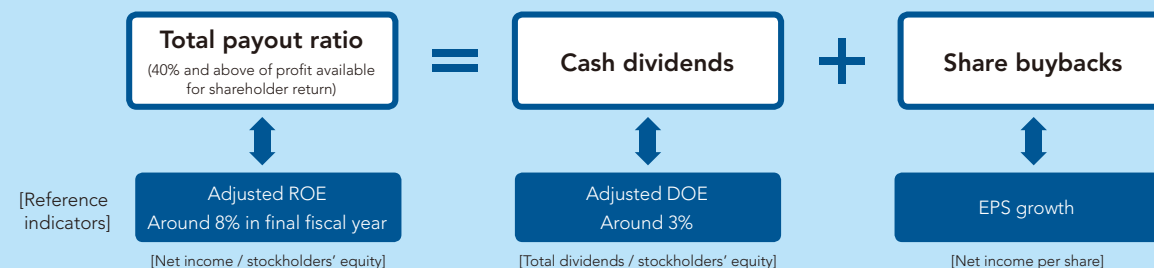 Total payout ratio
(40% and above of profit available
for shareholder return)
=
Cash dividends
+
Share buybacks
[Reference
indicators]
Adjusted ROE
Around 8% in final fiscal year
Adjusted DOE
Around 3%
EPS growth
[Net income / stockholders' equity]
[Total dividends / stockholders' equity]
[Net income per share]